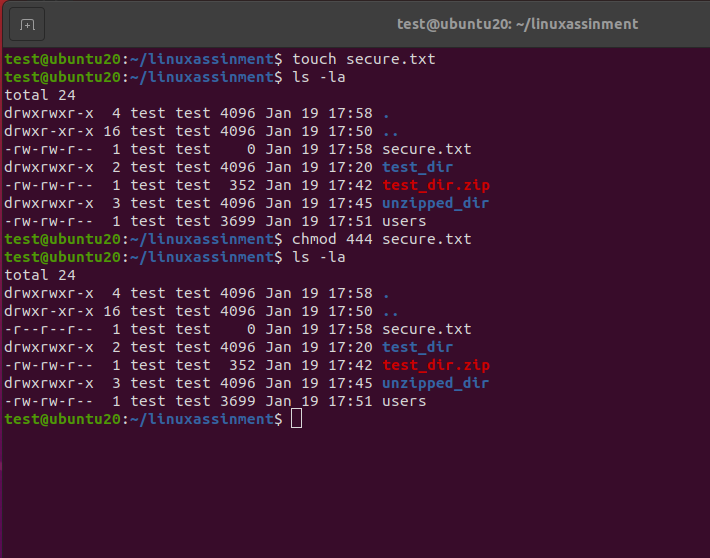 test@ubuntu20: ~/linuxassinment
test@ubuntu20:~/linuxassinment$ touch secure.txt
test@ubuntu20:~/linuxassinment$ ls -la
total 24
drwxrwxr-x  4 test test 4096 Jan 19 17:58 .
drwxr-xr-x 16 test test 4096 Jan 19 17:50 ..
-rw-rw-r--  1 test test    0 Jan 19 17:58 secure.txt
drwxrwxr-x  2 test test 4096 Jan 19 17:20 test_dir
-rw-rw-r--  1 test test  352 Jan 19 17:42 test_dir.zip
drwxrwxr-x  3 test test 4096 Jan 19 17:45 unzipped_dir
-rw-rw-r--  1 test test 3699 Jan 19 17:51 users
test@ubuntu20:~/linuxassinment$ chmod 444 secure.txt
test@ubuntu20:~/linuxassinment$ ls -la
total 24
drwxrwxr-x  4 test test 4096 Jan 19 17:58 .
drwxr-xr-x 16 test test 4096 Jan 19 17:50 ..
-r--r--r--  1 test test    0 Jan 19 17:58 secure.txt
drwxrwxr-x  2 test test 4096 Jan 19 17:20 test_dir
-rw-rw-r--  1 test test  352 Jan 19 17:42 test_dir.zip
drwxrwxr-x  3 test test 4096 Jan 19 17:45 unzipped_dir
-rw-rw-r--  1 test test 3699 Jan 19 17:51 users
test@ubuntu20:~/linuxassinment$